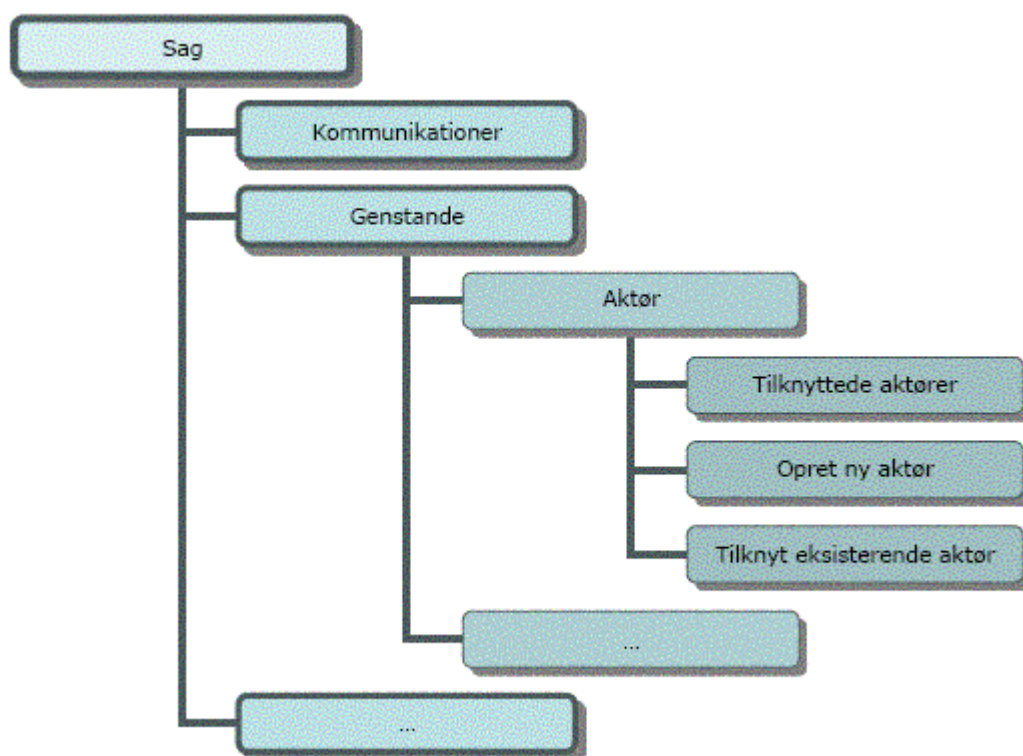 Sag
Kommunikationer
Genstande
Aktør
Tilknyttede aktører
Opret ny aktør
Tilknyt eksisterende aktør
...
...